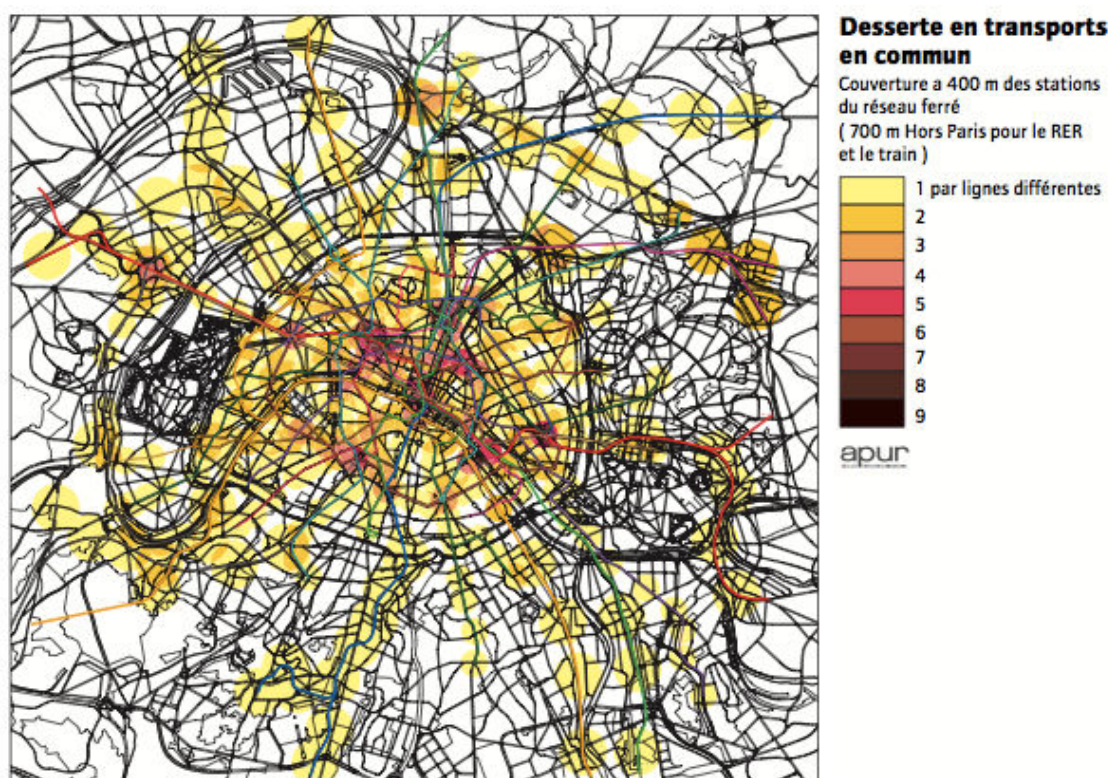 Desserte en transports
en commun
Couverture a 400 m des stations
du réseau ferré
( 700 m Hors Paris pour le RER
et le train )
1 par lignes différentes
2
3
4
5
6
7
8
9
apur